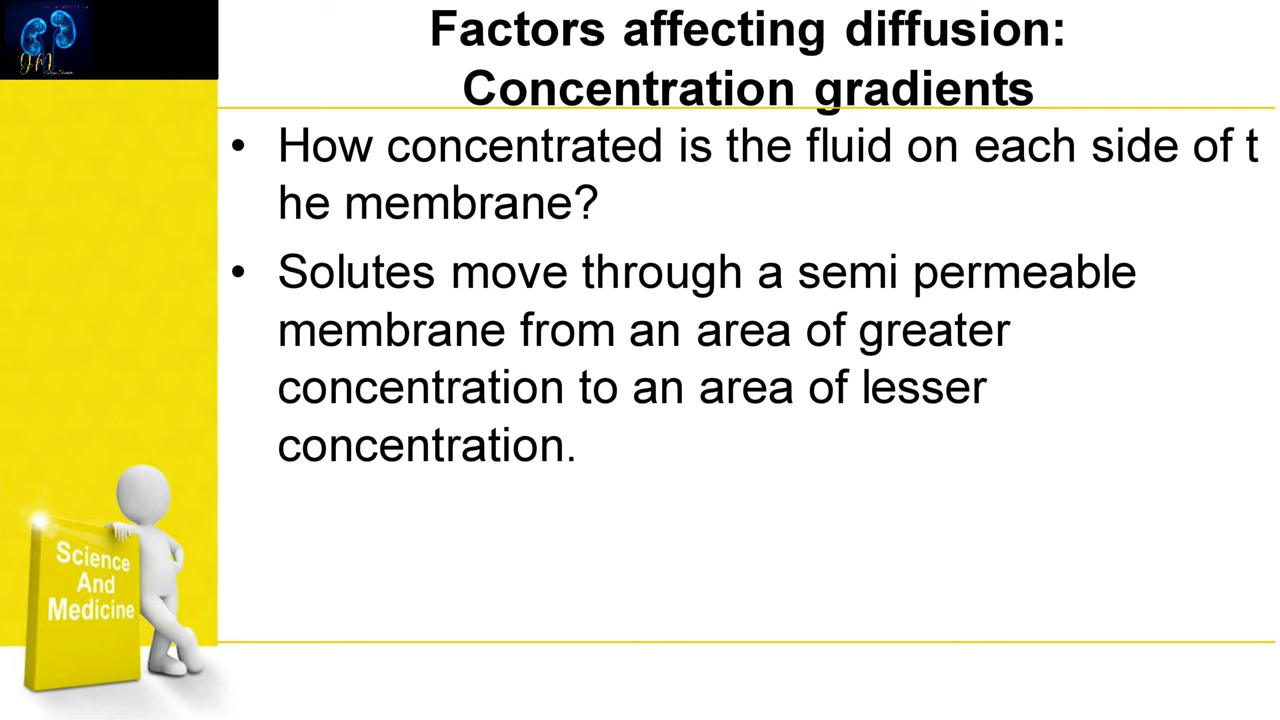 Factors affecting diffusion:
Concentration gradients
• How concentrated is the fluid on each side of t
he membrane?
• Solutes move through a semi permeable
membrane from an area of greater
concentration to an area of lesser
concentration.
Science
And
Medicine